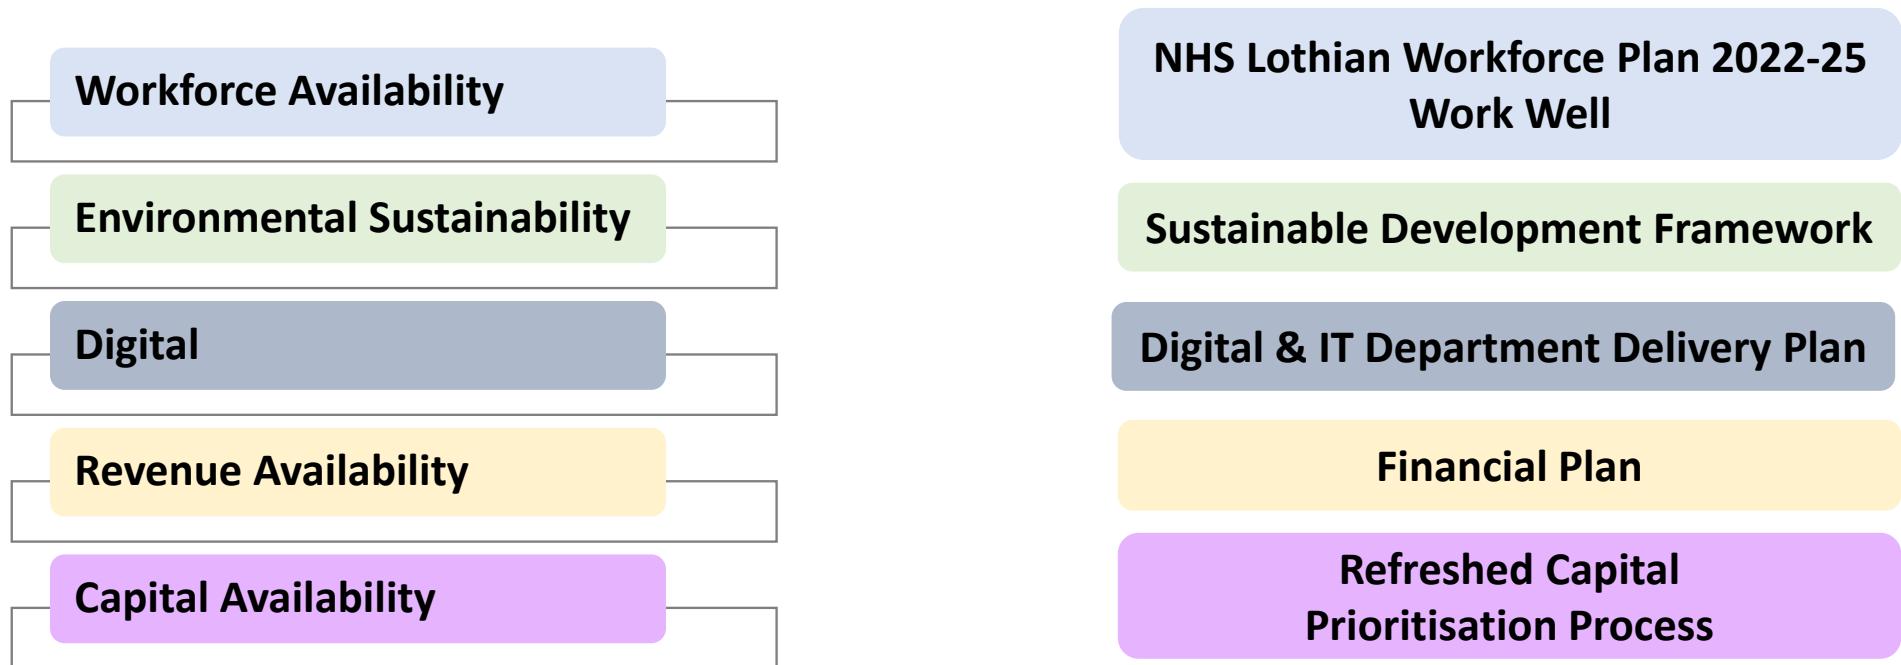 Workforce Availability
NHS Lothian Workforce Plan 2022-25
Work Well
Environmental Sustainability
Sustainable Development Framework
Digital
Digital & IT Department Delivery Plan
Revenue Availability
Financial Plan
Capital Availability
Refreshed Capital
Prioritisation Process